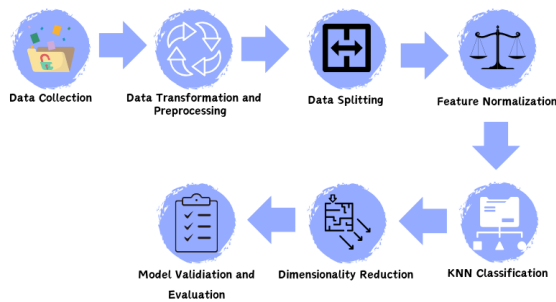 Data Collection
Data Transformation and
Preprocessing
Data Splitting
Feature Normalization
KNN Classification
Dimensionality Reduction
Model Validiation and
Evaluation